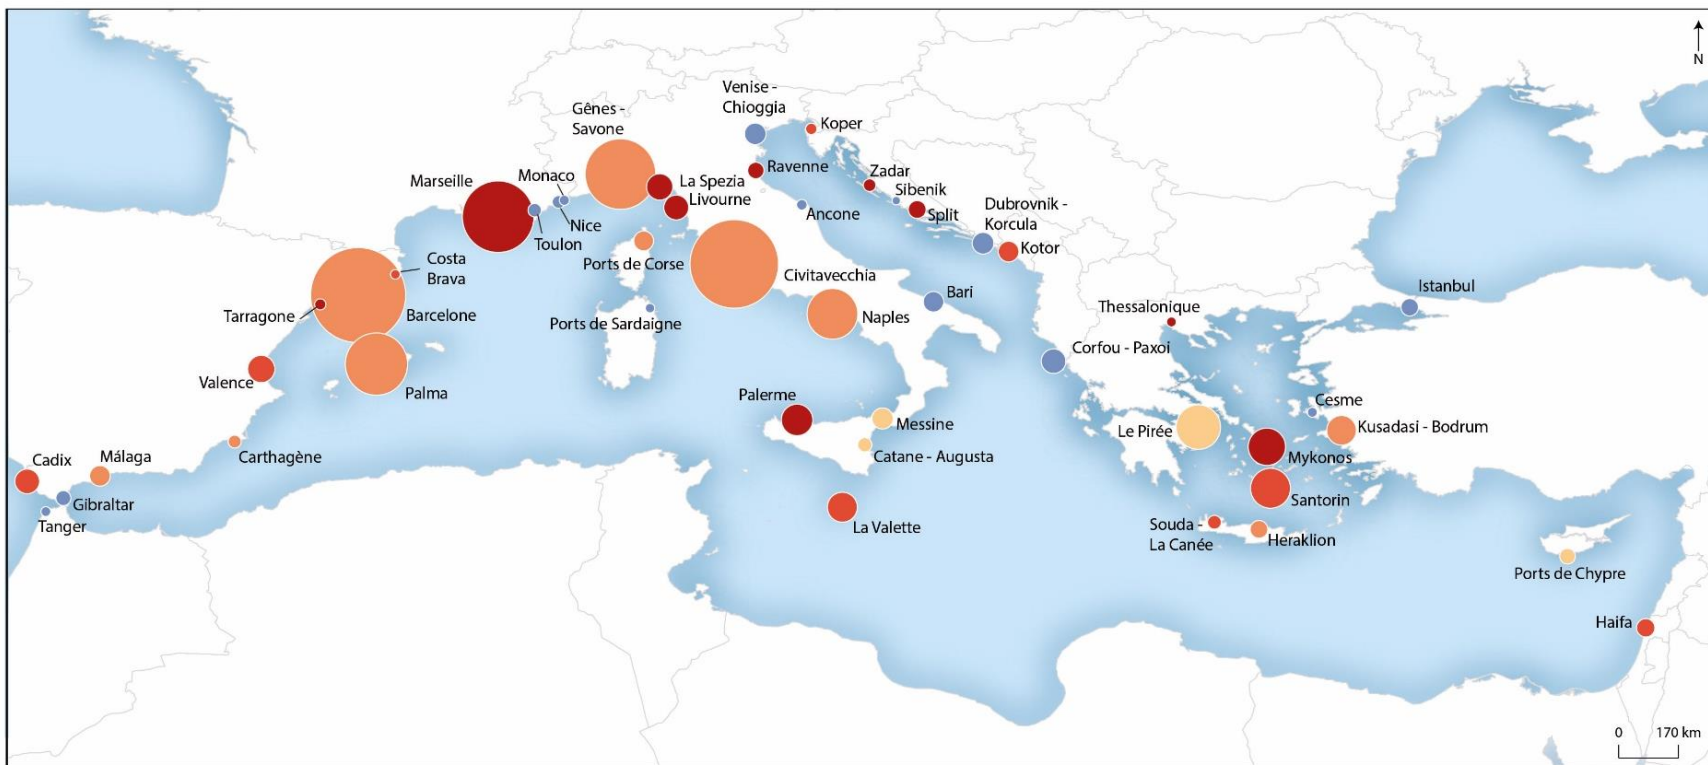 N
Venise -
Chioggia
Gênes -
Savone
Koper
Ravenne
Monaco
La Spezia
Marseille
Zadar
Sibenik
Livourne
Dubrovnik -
Korcula
Ancone
Split
Nice
Toulon
Kotor
Costa
Brava
Ports de Corse
Civitavecchia
Bari
Istanbul
Thessalonique
Tarragone
Barcelone
Naples
Ports de Sardaigne
Corfou - Paxoi
Valence
Palma
Palerme
Cesme
Messine
Le Pirée
Kusadasi - Bodrum
Carthagène
Catane - Augusta
Mykonos
Cadix
Málaga
Santorin
Gibraltar
Tanger
La Valette
Souda -
La Canée
Heraklion
Ports de Chypre
Haifa
0 170 km